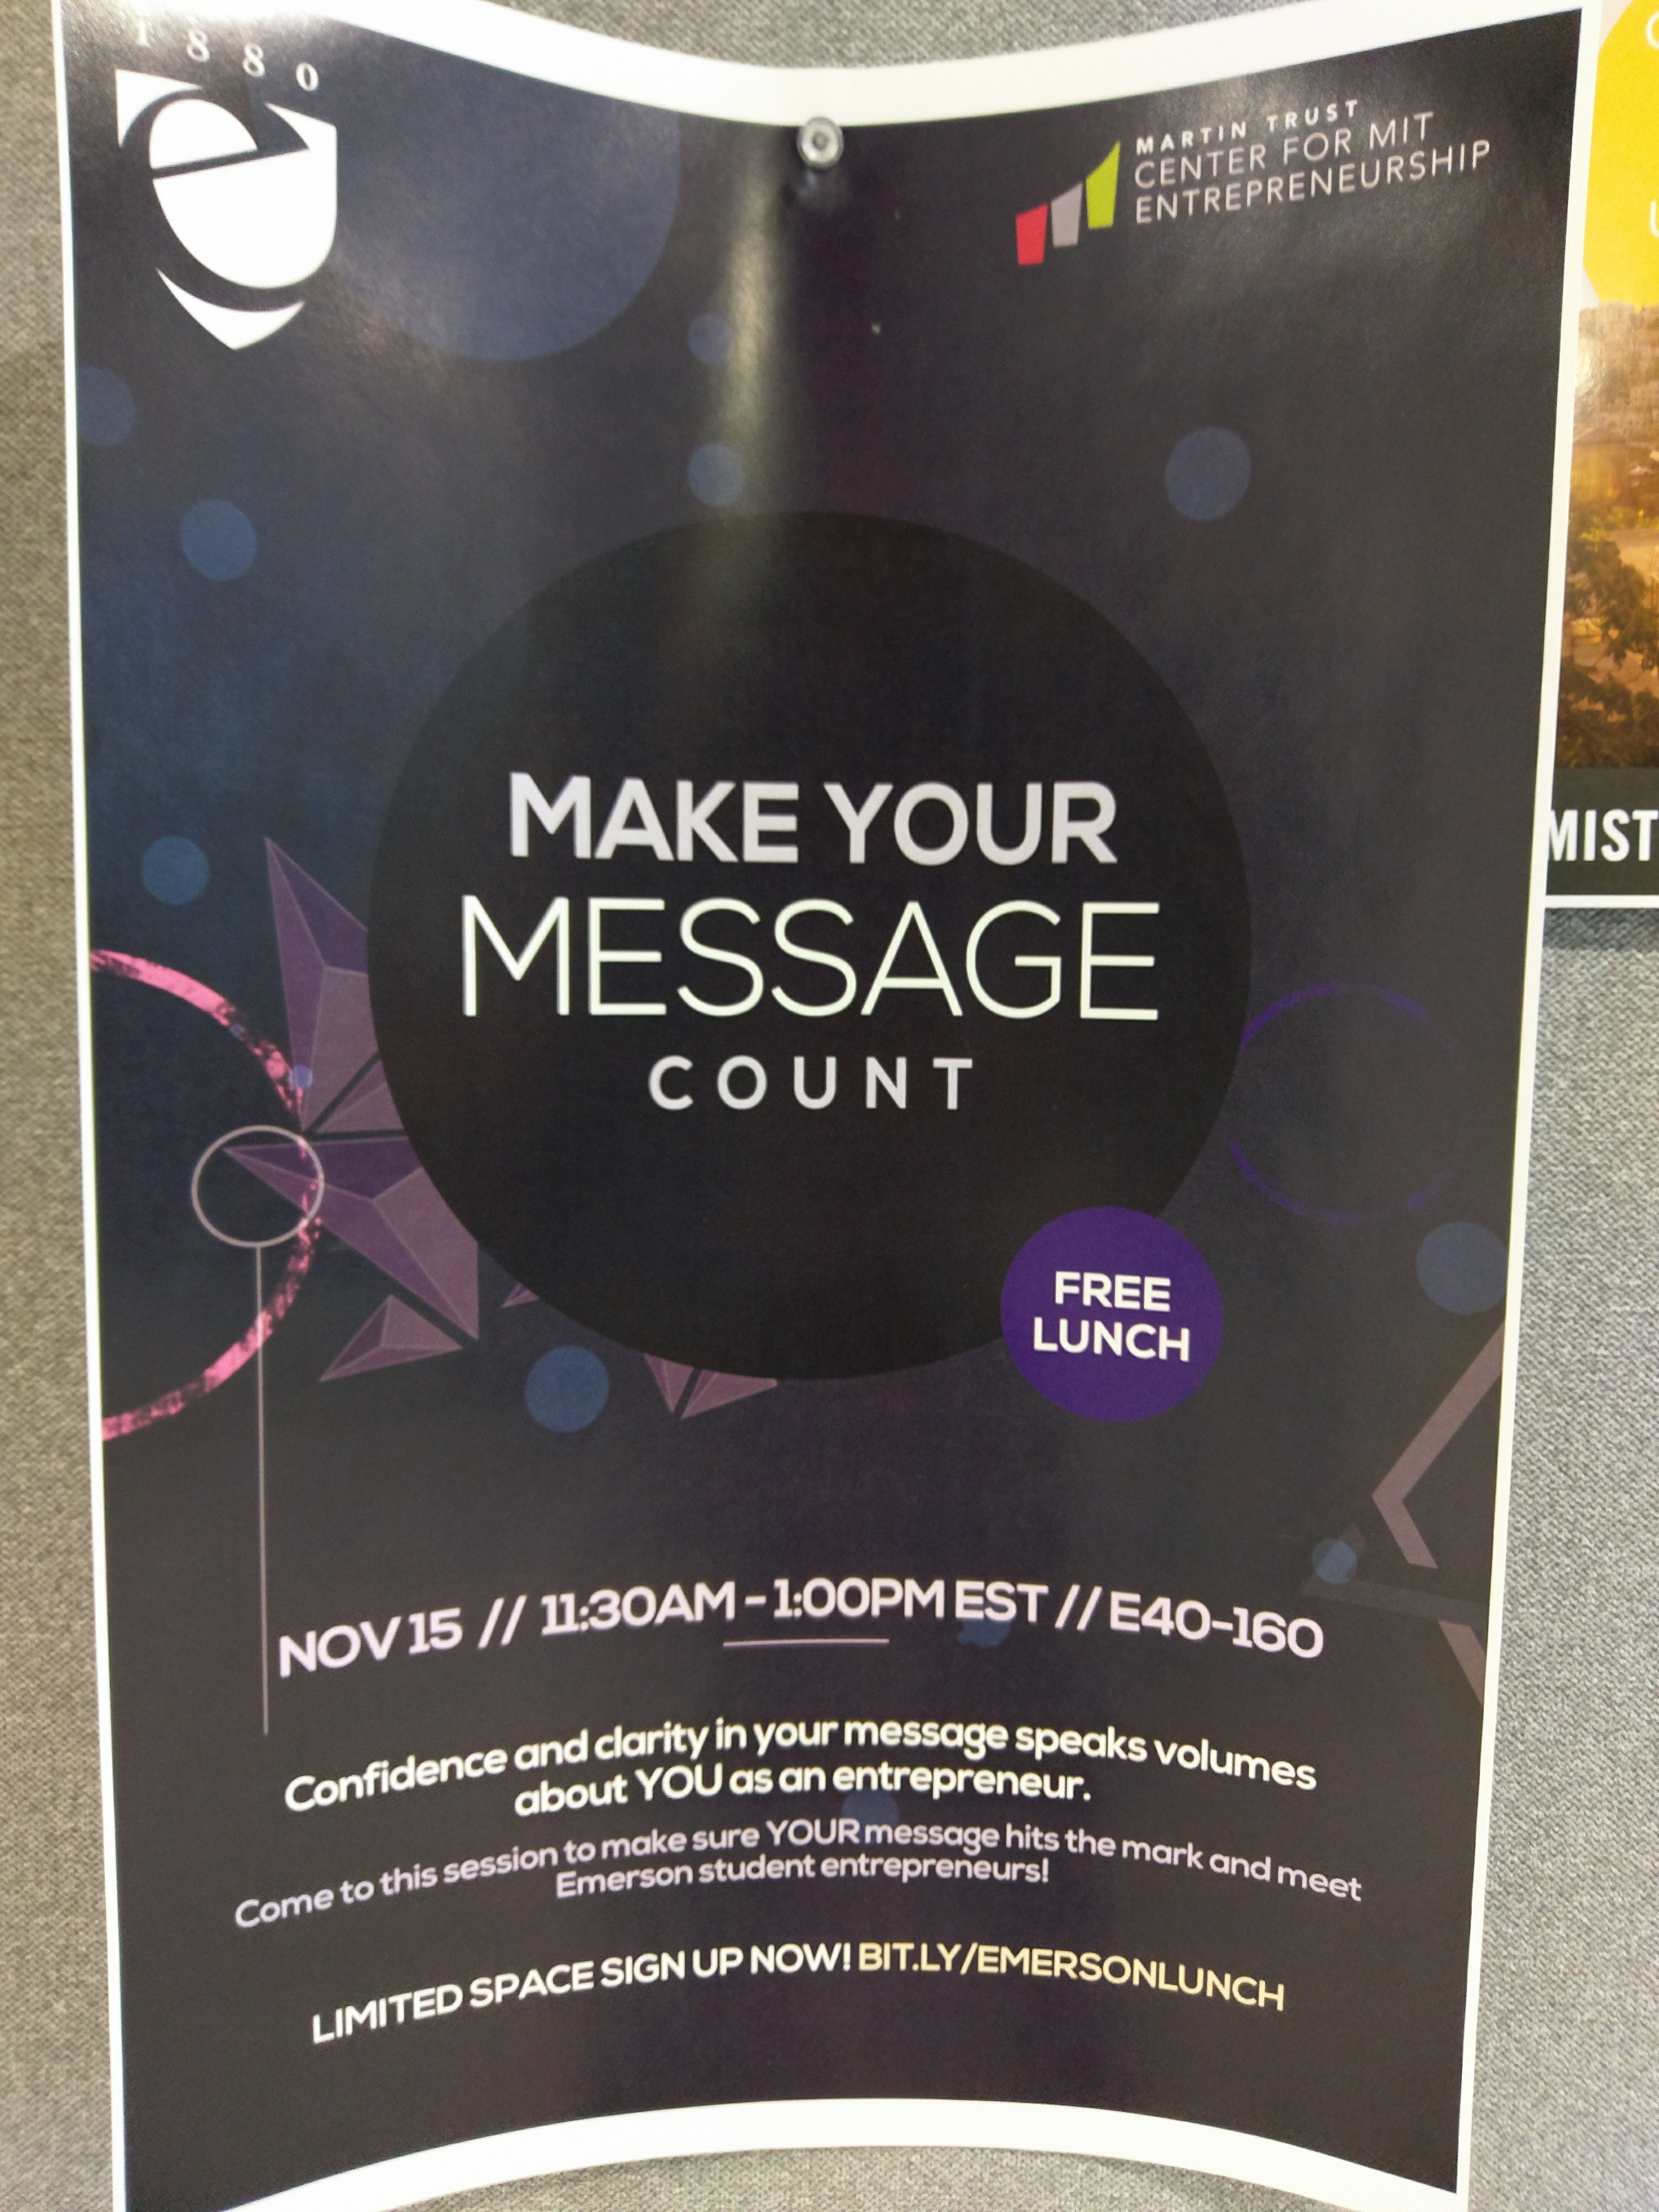 1880
e
MARTIN TRUST
CENTER FOR MIT
ENTREPRENEURSHIP
MAKE YOUR
MESSAGE
COUNT
FREE
LUNCH
NOV 15 // 11:30AM - 1:00PM EST // E40-160
Confidence and clarity in your message speaks volumes
about YOU as an entrepreneur.
Come to this session to make sure YOUR message hits the mark and meet
Emerson student entrepreneurs!
LIMITED SPACE SIGN UP NOW! BIT.LY/EMERSONLUNCH
MIST